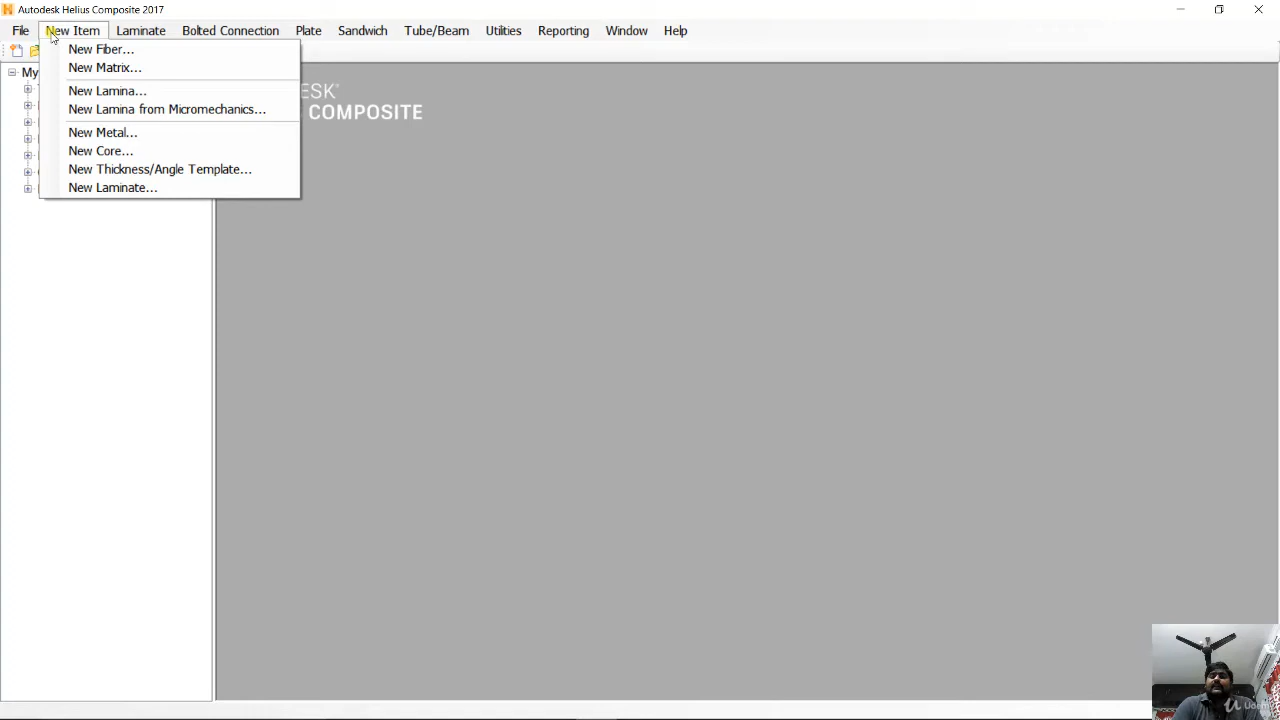 Autodesk Helius Composite 2017
File New Item Laminate Bolted Connection Plate Sandwich Tube/Beam Utilities Reporting Window Help
New Fiber...
My
New Matrix...
ESK
New Lamina...
COMPOSITE
New Lamina from Micromechanics...
New Metal...
New Core...
New Thickness/Angle Template...
New Laminate...
Udemy